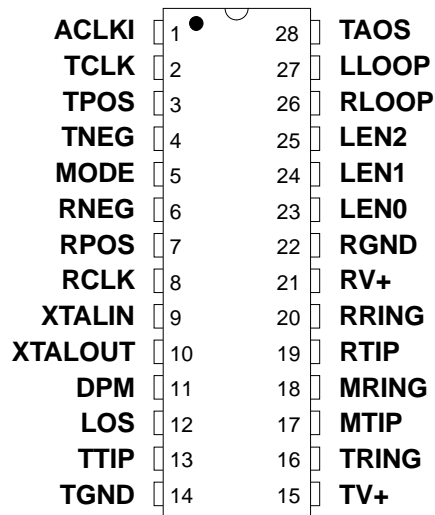 ACLKI 1 28 TAOS
TCLK 2 27 LLOOP
TPOS 3 26 RLOOP
TNEG 4 25 LEN2
MODE 5 24 LEN1
RNEG 6 23 LEN0
RPOS 7 22 RGND
RCLK 8 21 RV+
XTALIN 9 20 RRING
XTALOUT 10 19 RTIP
DPM 11 18 MRING
LOS 12 17 MTIP
TTIP 13 16 TRING
TGND 14 15 TV+